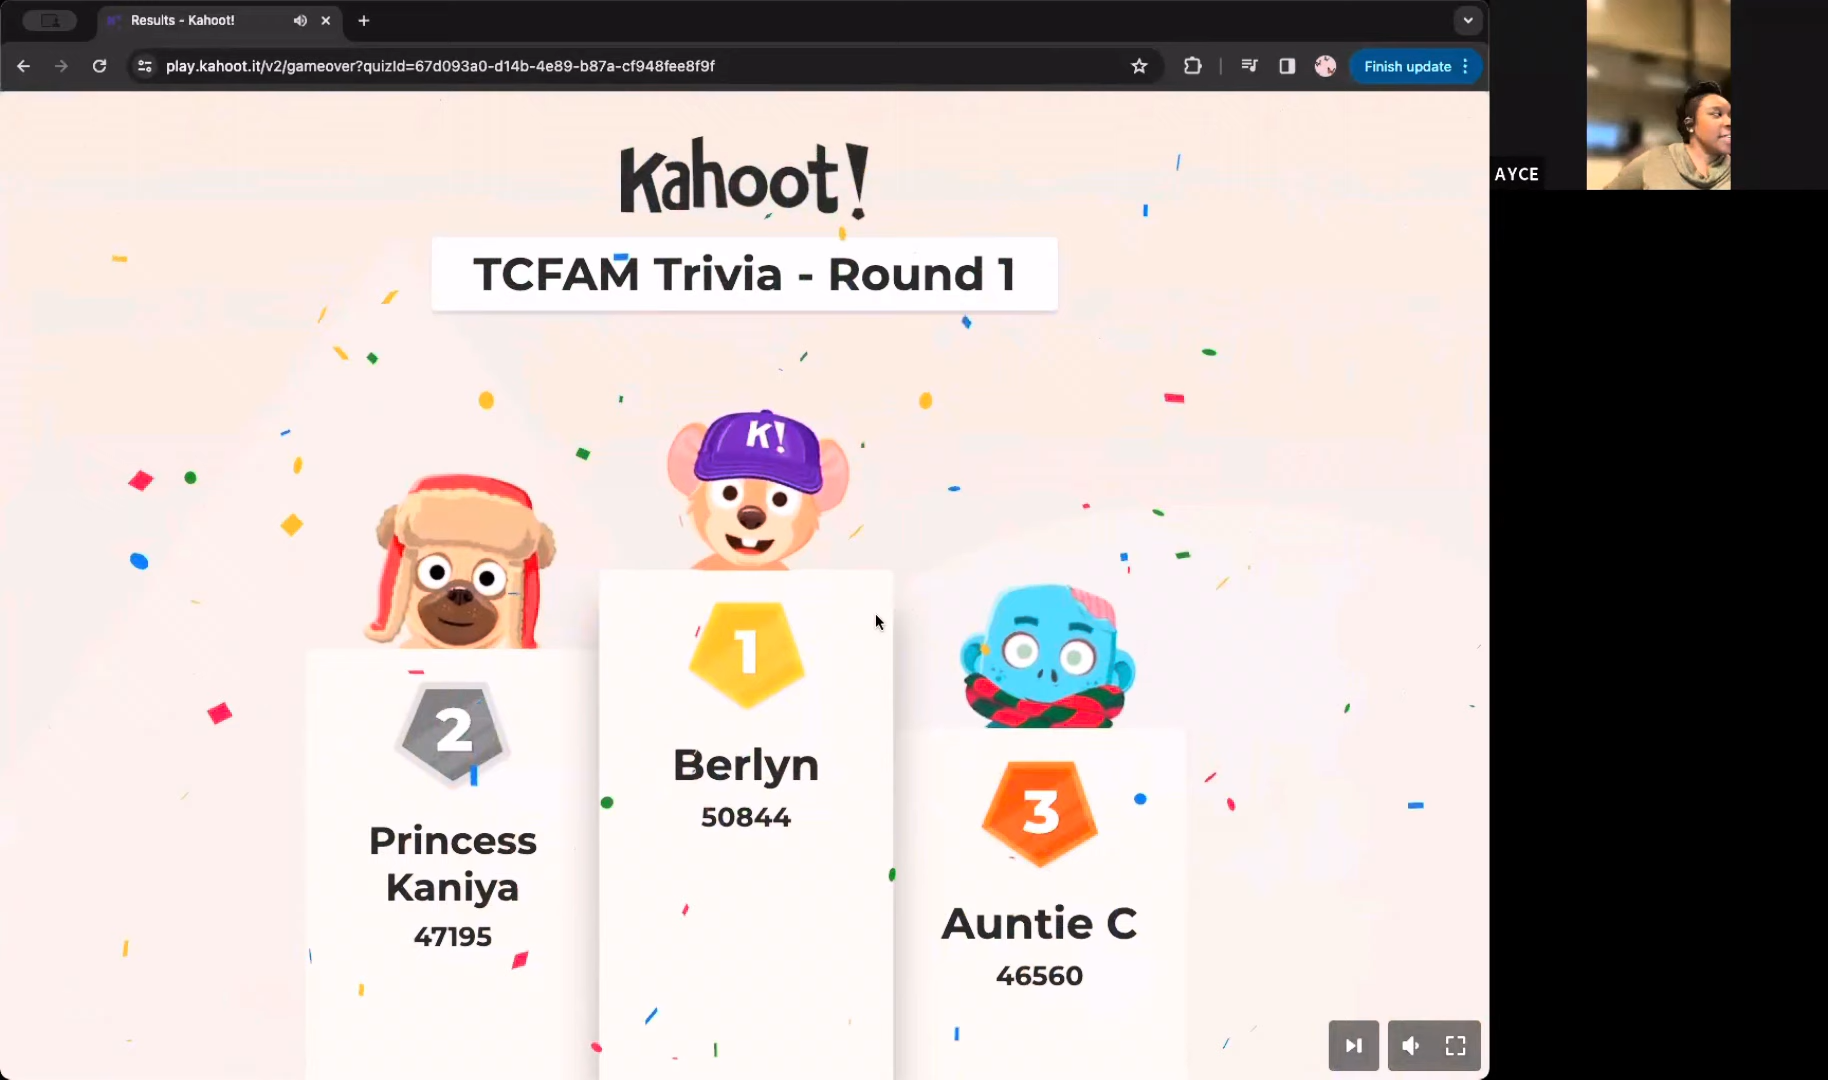 Results - Kahoot!
play.kahoot.it/v2/gameover?quizId=67d093a0-d14b-4e89-b87a-cf948fee8f9f
Finish update
AYCE
Kahoot!
TCFAM Trivia - Round 1
K!
1
Berlyn
50844
2
Princess
Kaniya
47195
3
Auntie C
46560